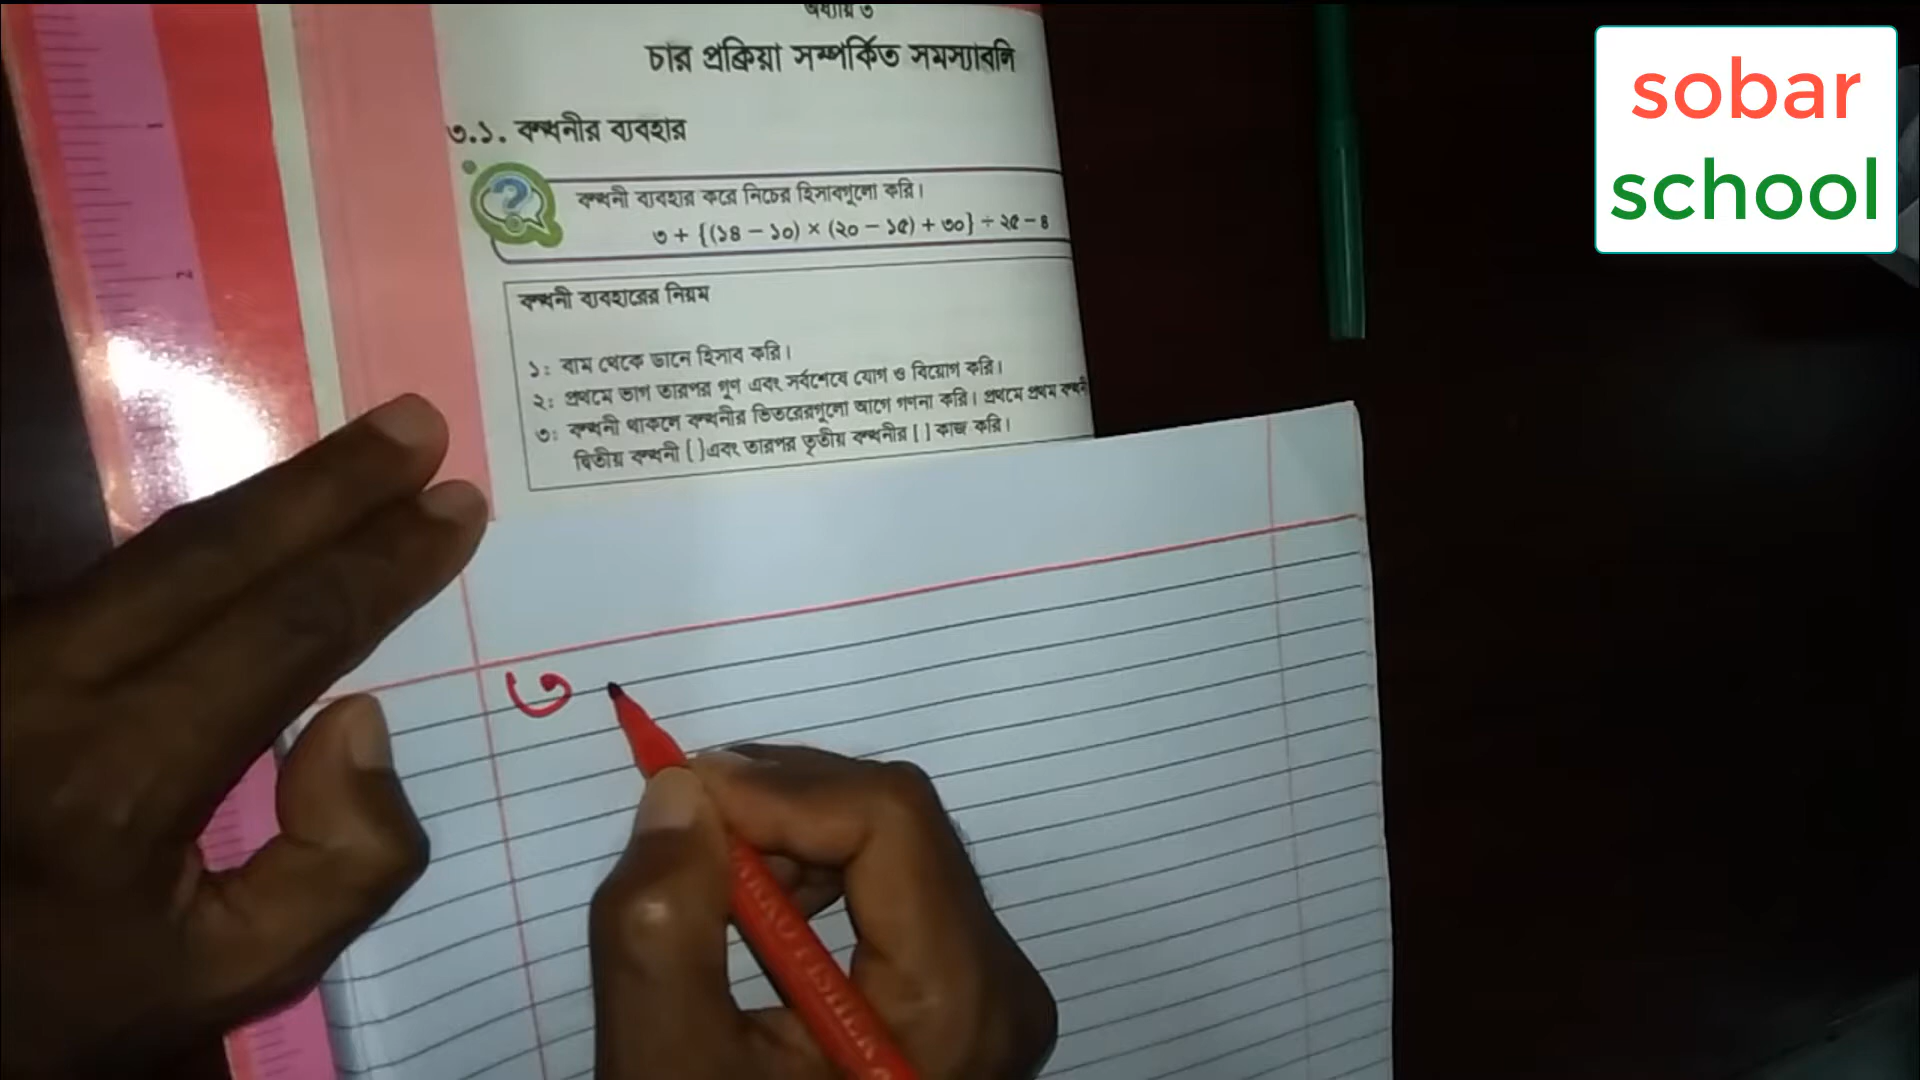 অধ্যায় ৩
চার প্রক্রিয়া সম্পর্কিত সমস্যাবলি
৩.১. বন্ধনীর ব্যবহার
বন্ধনী ব্যবহার করে নিচের হিসাবগুলো করি।
৩ + {(১৪ − ১০) × (২০ − ১৫) + ৩০} ÷ ২৫ − ৪
বন্ধনী ব্যবহারের নিয়ম
১: বাম থেকে ডানে হিসাব করি।
২: প্রথমে ভাগ তারপর গুণ এবং সর্বশেষে যোগ ও বিয়োগ করি।
৩: বন্ধনী থাকলে বন্ধনীর ভিতরেরগুলো আগে গণনা করি। প্রথমে প্রথম বন্ধনী
দ্বিতীয় বন্ধনী { }এবং তারপর তৃতীয় বন্ধনীর [ ] কাজ করি।
৩
sobar
school
1
2